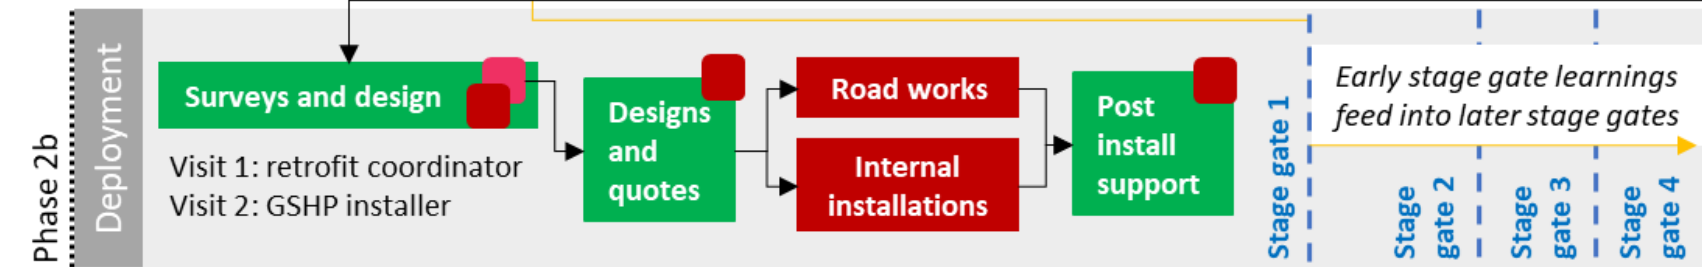 Phase 2b
Deployment
Surveys and design
Visit 1: retrofit coordinator
Visit 2: GSHP installer
Designs
and
quotes
Road works
Internal
installations
Post
install
support
Stage gate 1
Early stage gate learnings
feed into later stage gates
Stage
gate 2
Stage
gate 3
Stage
gate 4